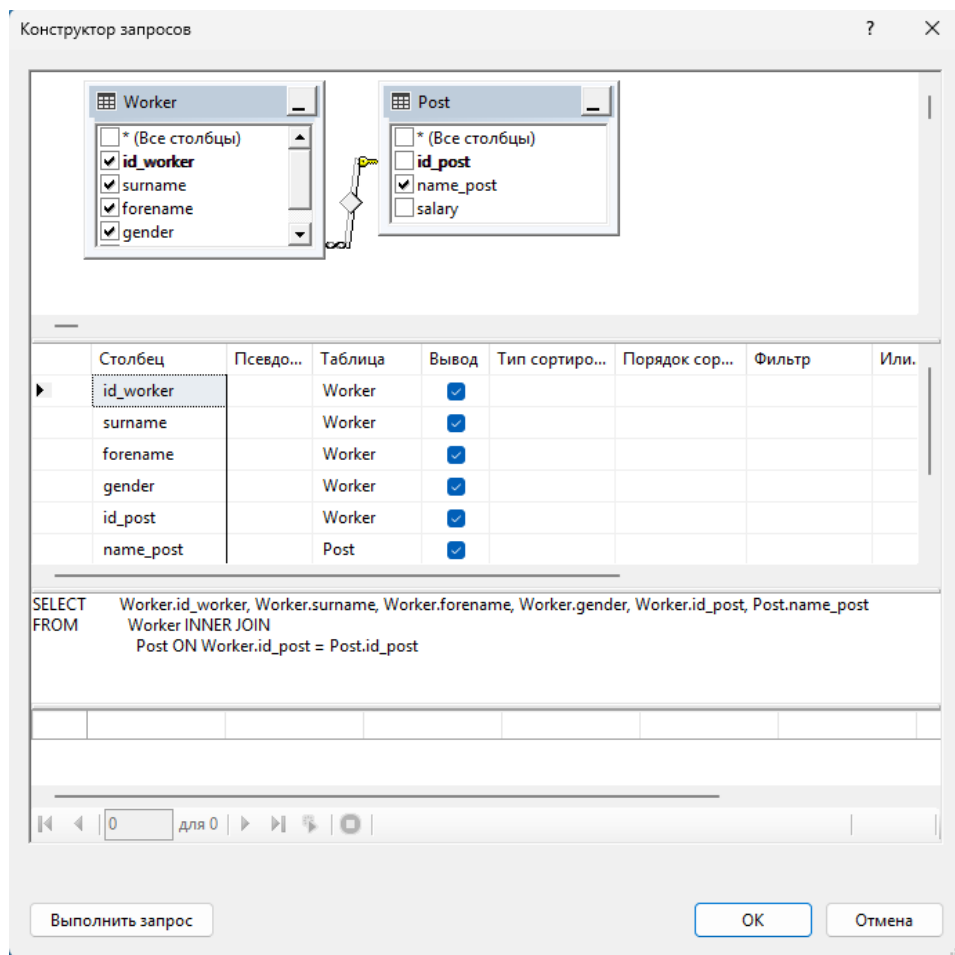 Конструктор запросов ?
Worker
* (Все столбцы)
id_worker
surname
forename
gender
Post
* (Все столбцы)
id_post
name_post
salary
Столбец Псевдо... Таблица Вывод Тип сортиро... Порядок сор... Фильтр Или.
id_worker Worker
surname Worker
forename Worker
gender Worker
id_post Worker
name_post Post
SELECT Worker.id_worker, Worker.surname, Worker.forename, Worker.gender, Worker.id_post, Post.name_post
FROM Worker INNER JOIN
Post ON Worker.id_post = Post.id_post
0 для 0
Выполнить запрос OK Отмена